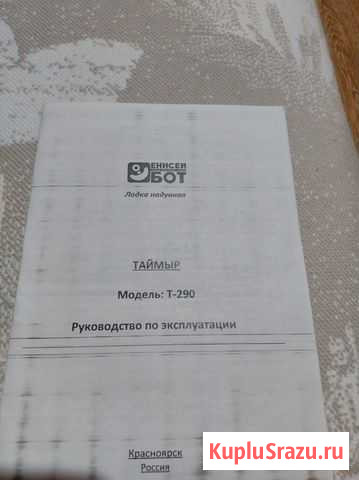 ЕНИСЕЙ
БОТ
Лодка надувная
ТАЙМЫР
Модель: Т-290
Руководство по эксплуатации
Красноярск
Россия
KupluSrazu.ru